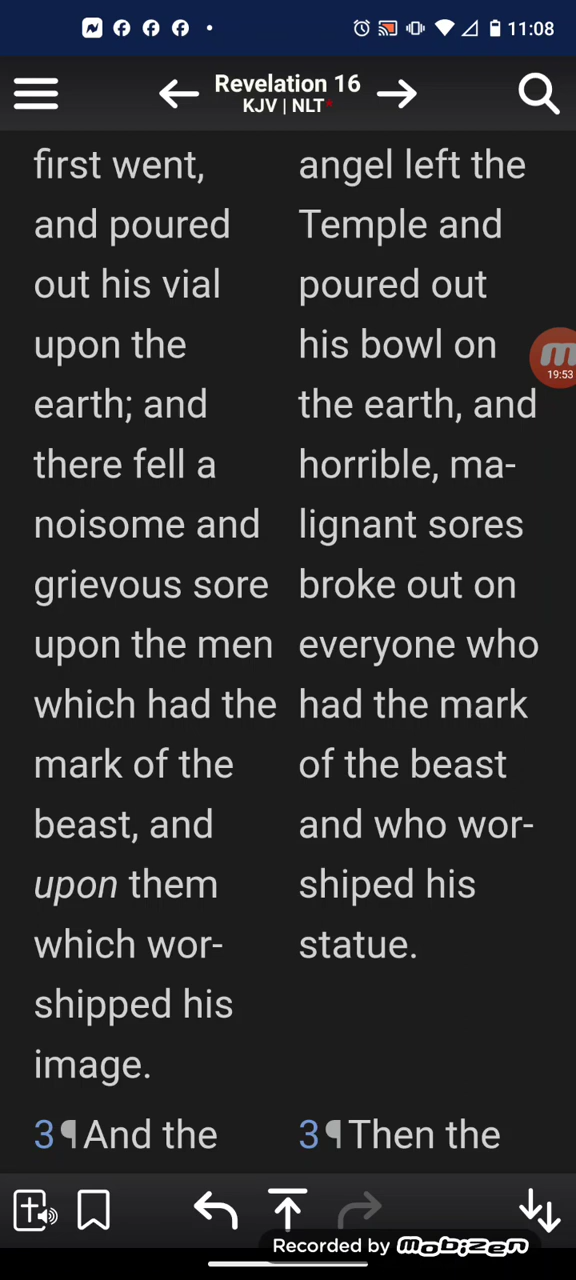 11:08
Revelation 16
KJV | NLT*
first went,
and poured
out his vial
upon the
earth; and
there fell a
noisome and
grievous sore
upon the men
which had the
mark of the
beast, and
upon them
which wor-
shipped his
image.
3 ¶ And the
angel left the
Temple and
poured out
his bowl on
the earth, and
horrible, ma-
lignant sores
broke out on
everyone who
had the mark
of the beast
and who wor-
shiped his
statue.
3 ¶ Then the
19:53
Recorded by mobizen